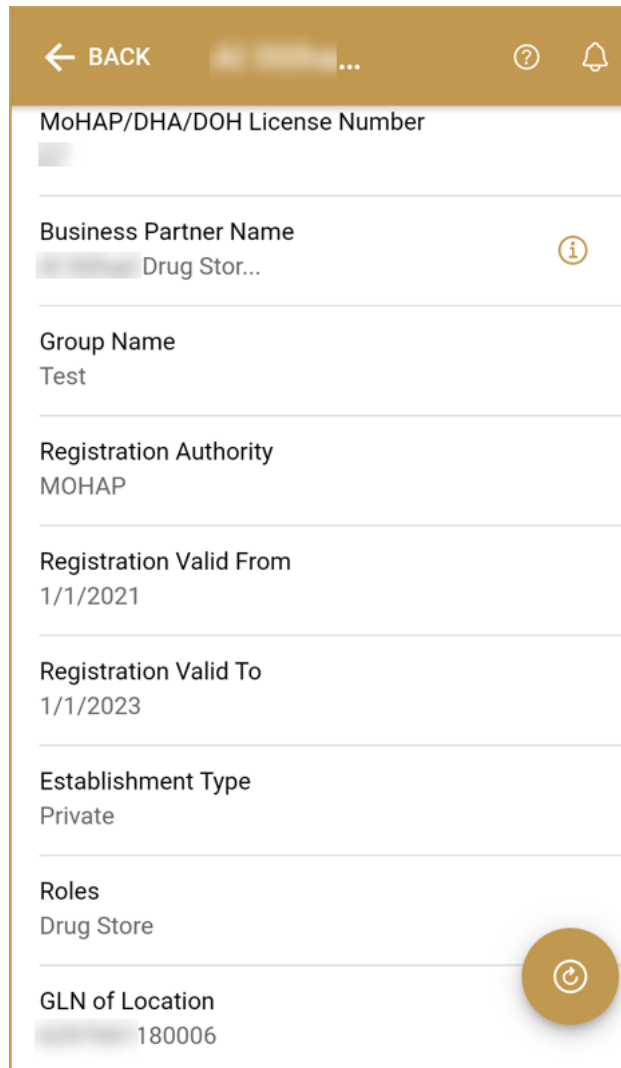 BACK
...
MoHAP/DHA/DOH License Number
Business Partner Name
Drug Stor...
Group Name
Test
Registration Authority
MOHAP
Registration Valid From
1/1/2021
Registration Valid To
1/1/2023
Establishment Type
Private
Roles
Drug Store
GLN of Location
180006